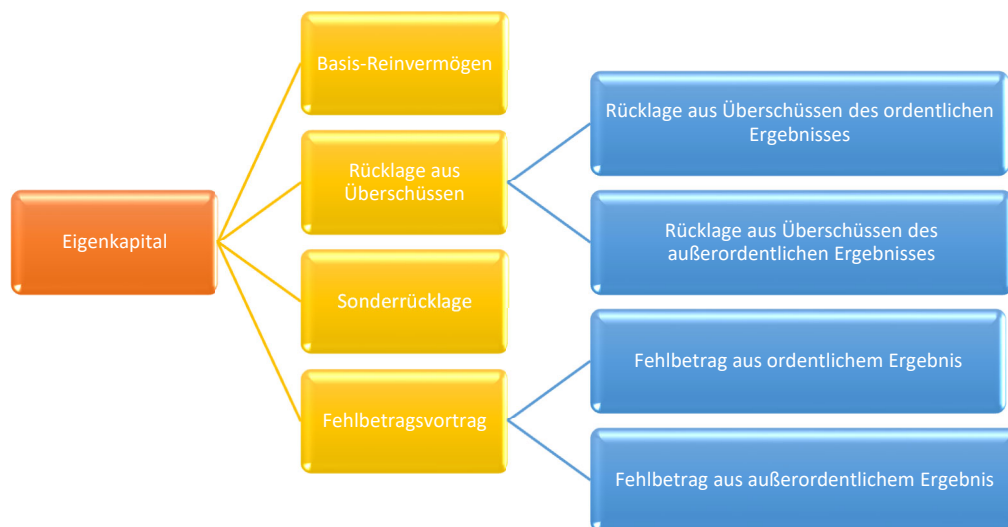 Eigenkapital
Basis-Reinvermögen
Rücklage aus
Überschüssen
Rücklage aus Überschüssen des ordentlichen
Ergebnisses
Rücklage aus Überschüssen des
außerordentlichen Ergebnisses
Sonderrücklage
Fehlbetragsvortrag
Fehlbetrag aus ordentlichem Ergebnis
Fehlbetrag aus außerordentlichem Ergebnis